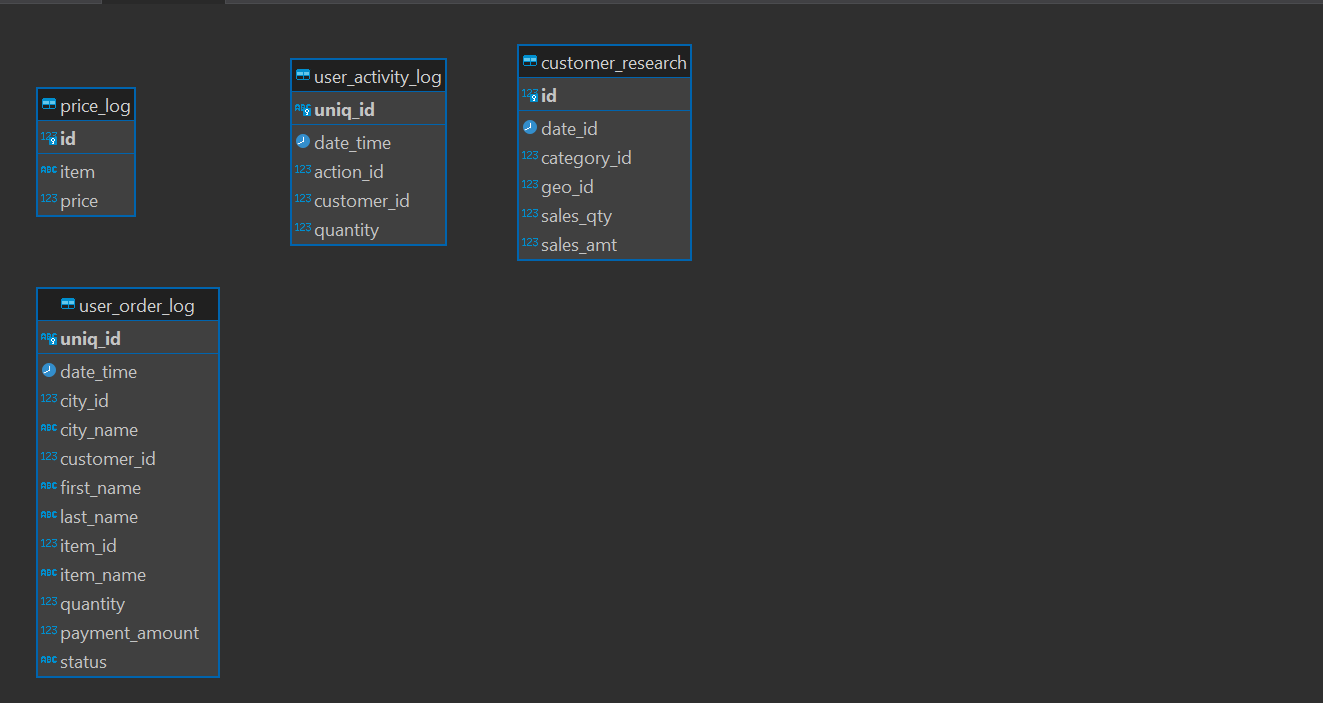 price_log
123 id
ABC item
123 price
user_activity_log
ABC uniq_id
date_time
123 action_id
123 customer_id
123 quantity
customer_research
123 id
date_id
123 category_id
123 geo_id
123 sales_qty
123 sales_amt
user_order_log
ABC uniq_id
date_time
123 city_id
ABC city_name
123 customer_id
ABC first_name
ABC last_name
123 item_id
ABC item_name
123 quantity
123 payment_amount
ABC status